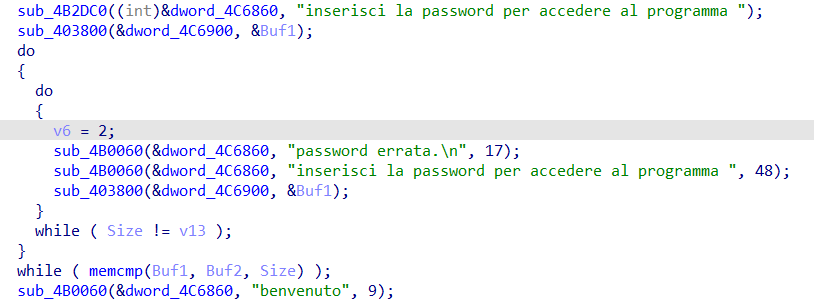 sub_4B2DC0((int)&dword_4C6860, "inserisci la password per accedere al programma ");
sub_403800(&dword_4C6900, &Buf1);
do
{
do
{
v6 = 2;
sub_4B0060(&dword_4C6860, "password errata.\n", 17);
sub_4B0060(&dword_4C6860, "inserisci la password per accedere al programma ", 48);
sub_403800(&dword_4C6900, &Buf1);
}
while ( Size != v13 );
}
while ( memcmp(Buf1, Buf2, Size) );
sub_4B0060(&dword_4C6860, "benvenuto", 9);